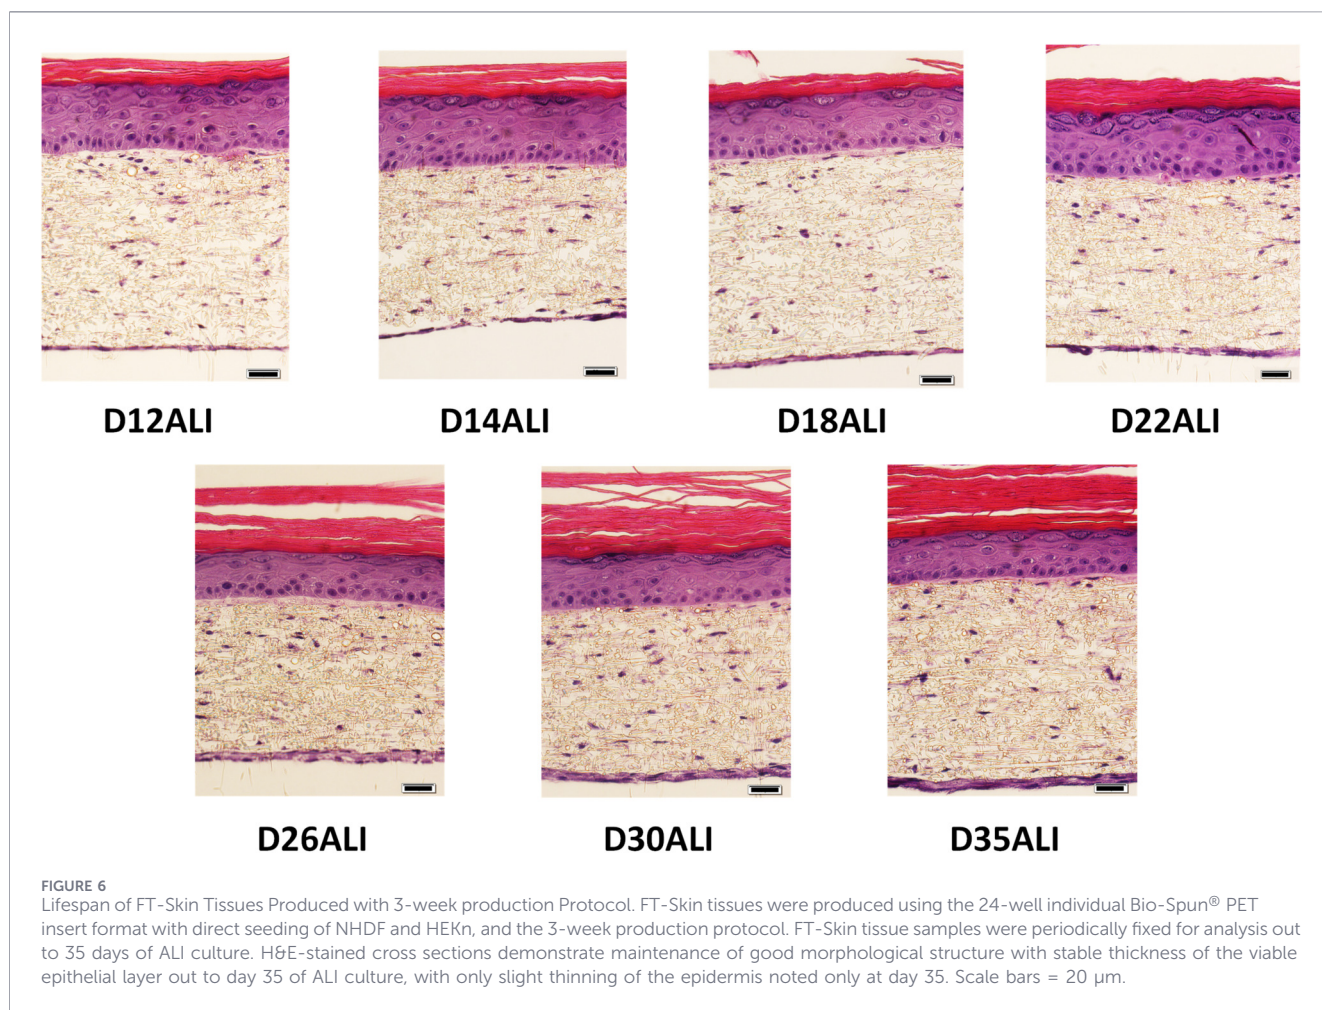 D12ALI
D14ALI
D18ALI
D22ALI
D26ALI
D30ALI
D35ALI
FIGURE 6
Lifespan of FT-Skin Tissues Produced with 3-week production Protocol. FT-Skin tissues were produced using the 24-well individual Bio-Spun® PET
insert format with direct seeding of NHDF and HEKn, and the 3-week production protocol. FT-Skin tissue samples were periodically fixed for analysis out
to 35 days of ALI culture. H&E-stained cross sections demonstrate maintenance of good morphological structure with stable thickness of the viable
epithelial layer out to day 35 of ALI culture, with only slight thinning of the epidermis noted only at day 35. Scale bars = 20 µm.